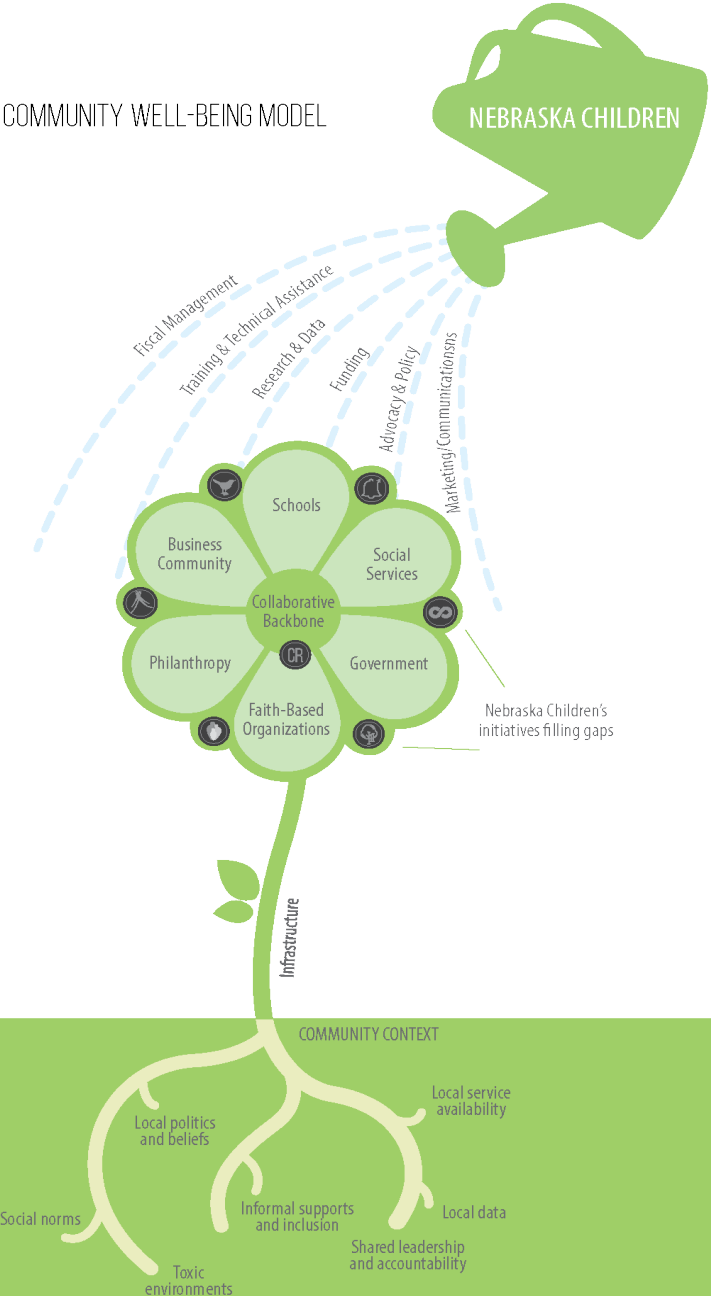 COMMUNITY WELL-BEING MODEL
NEBRASKA CHILDREN
Fiscal Management
Training & Technical Assistance
Research & Data
Funding
Advocacy & Policy
Marketing/Communicationsns
Schools
Business
Community
Social
Services
Collaborative
Backbone
CR
Philanthropy
Government
Faith-Based
Organizations
Nebraska Children’s
initiatives filling gaps
Infrastructure
COMMUNITY CONTEXT
Local service
availability
Local politics
and beliefs
Social norms
Informal supports
and inclusion
Local data
Shared leadership
and accountability
Toxic
environments